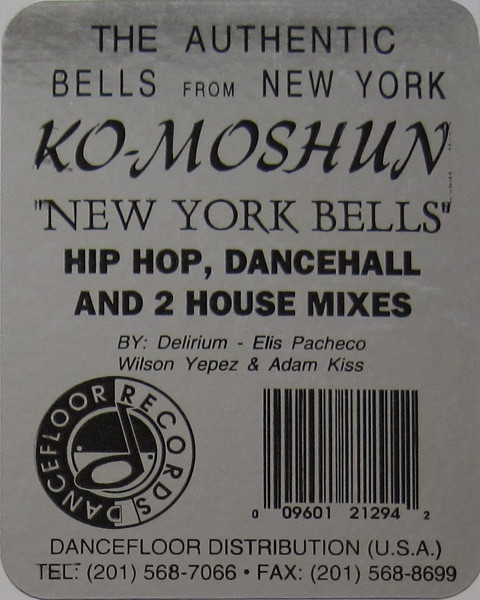 THE AUTHENTIC
BELLS FROM NEW YORK
KO-MOSHUN
"NEW YORK BELLS"
HIP HOP, DANCEHALL
AND 2 HOUSE MIXES
BY: Delirium - Elis Pacheco
Wilson Yepez & Adam Kiss
DANCEFLOOR RECORDS
0 09601 21294 2
DANCEFLOOR DISTRIBUTION (U.S.A.)
TEL: (201) 568-7066 • FAX: (201) 568-8699